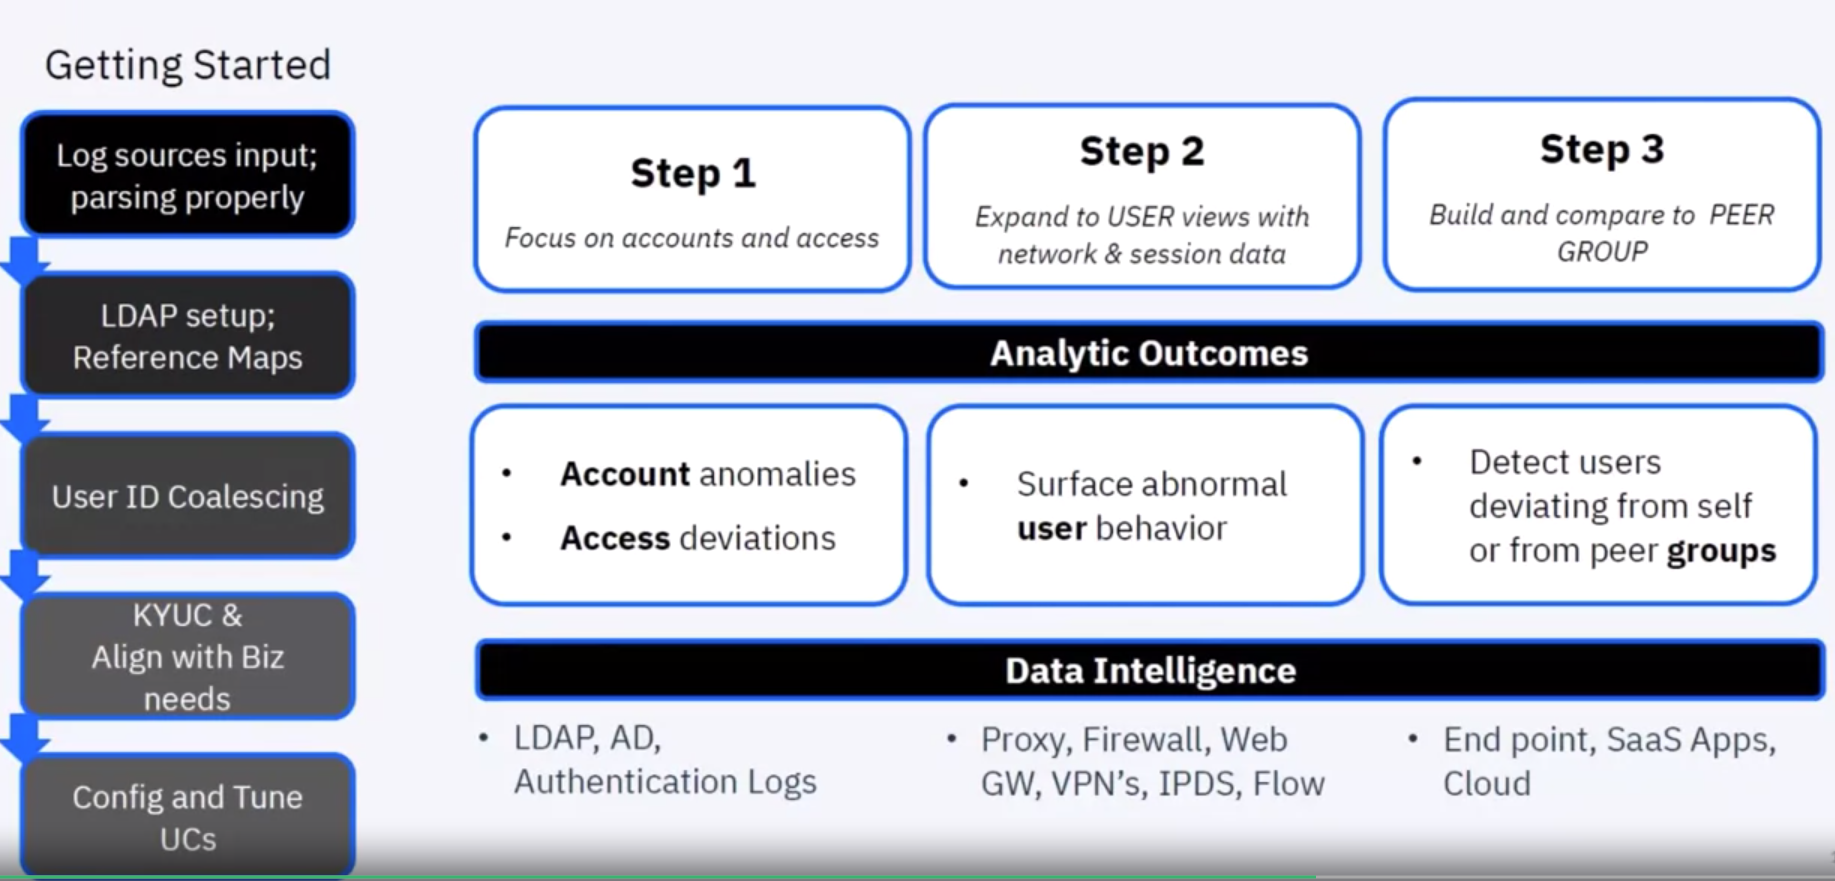 Getting Started
Log sources input;
parsing properly
LDAP setup;
Reference Maps
User ID Coalescing
KYUC &
Align with Biz
needs
Config and Tune
UCs
Step 1
Focus on accounts and access
Step 2
Expand to USER views with
network & session data
Step 3
Build and compare to PEER
GROUP
Analytic Outcomes
• Account anomalies
• Access deviations
• Surface abnormal
user behavior
• Detect users
deviating from self
or from peer groups
Data Intelligence
• LDAP, AD,
Authentication Logs
• Proxy, Firewall, Web
GW, VPN's, IPDS, Flow
• End point, SaaS Apps,
Cloud